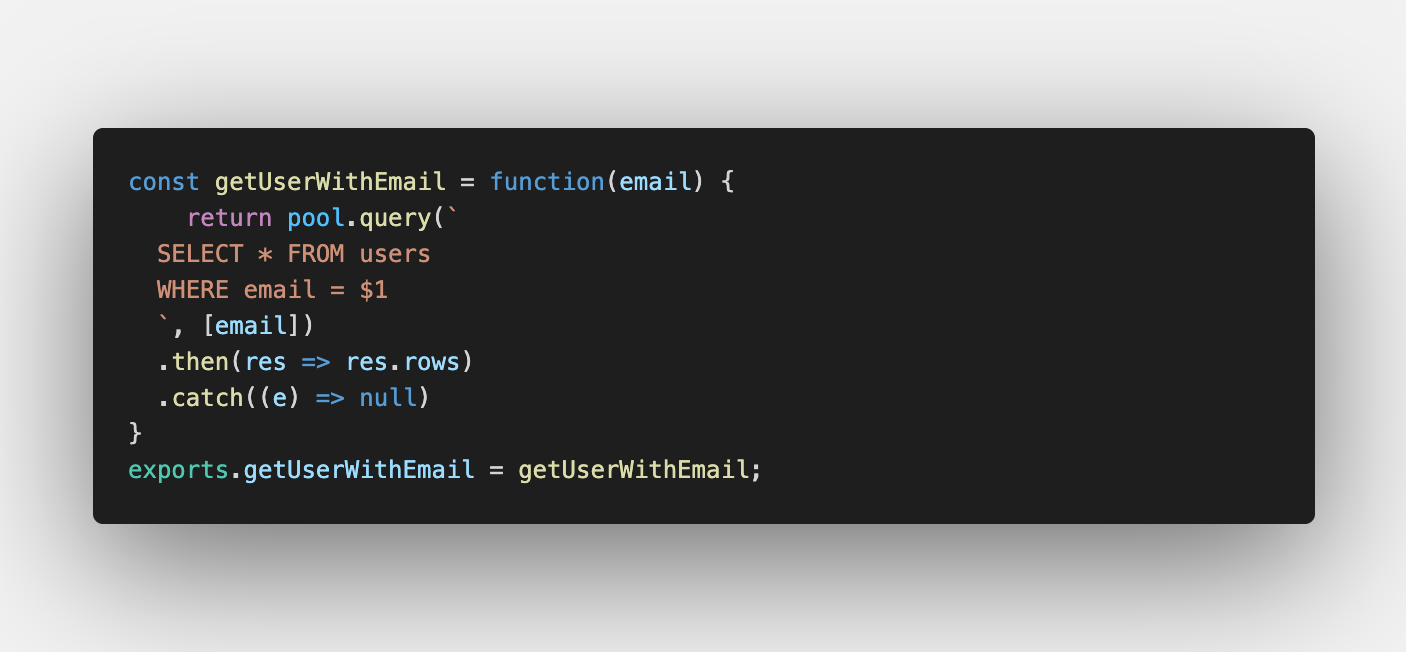 const getUserWithEmail = function(email) {
    return pool.query(`
  SELECT * FROM users
  WHERE email = $1
  `, [email])
  .then(res => res.rows)
  .catch((e) => null)
}
exports.getUserWithEmail = getUserWithEmail;